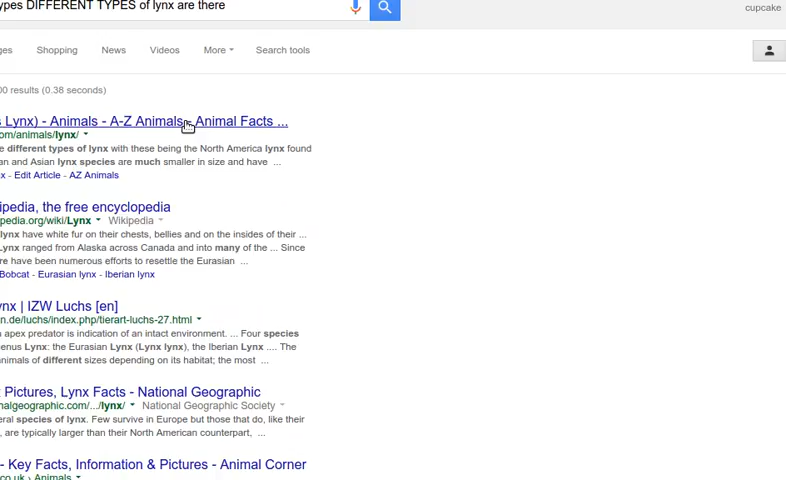 ypes DIFFERENT TYPES of lynx are there
cupcake
ges Shopping News Videos More Search tools
00 results (0.38 seconds)
s Lynx) - Animals - A-Z Animals - Animal Facts ...
om/animals/lynx/
e different types of lynx with these being the North America lynx found
an and Asian lynx species are much smaller in size and have ...
x - Edit Article - AZ Animals
ipedia, the free encyclopedia
pedia.org/wiki/Lynx Wikipedia
lynx have white fur on their chests, bellies and on the insides of their ...
Lynx ranged from Alaska across Canada and into many of the ... Since
re have been numerous efforts to resettle the Eurasian ...
Bobcat - Eurasian lynx - Iberian lynx
ynx | IZW Luchs [en]
n.de/luchs/index.php/tierart-luchs-27.html
apex predator is indication of an intact environment. ... Four species
enus Lynx: the Eurasian Lynx (Lynx lynx), the Iberian Lynx .... The
nimals of different sizes depending on its habitat; the most ...
: Pictures, Lynx Facts - National Geographic
nalgeographic.com/.../lynx/ National Geographic Society
eral species of lynx. Few survive in Europe but those that do, like their
, are typically larger than their North American counterpart, ...
- Key Facts, Information & Pictures - Animal Corner
co.uk › Animals